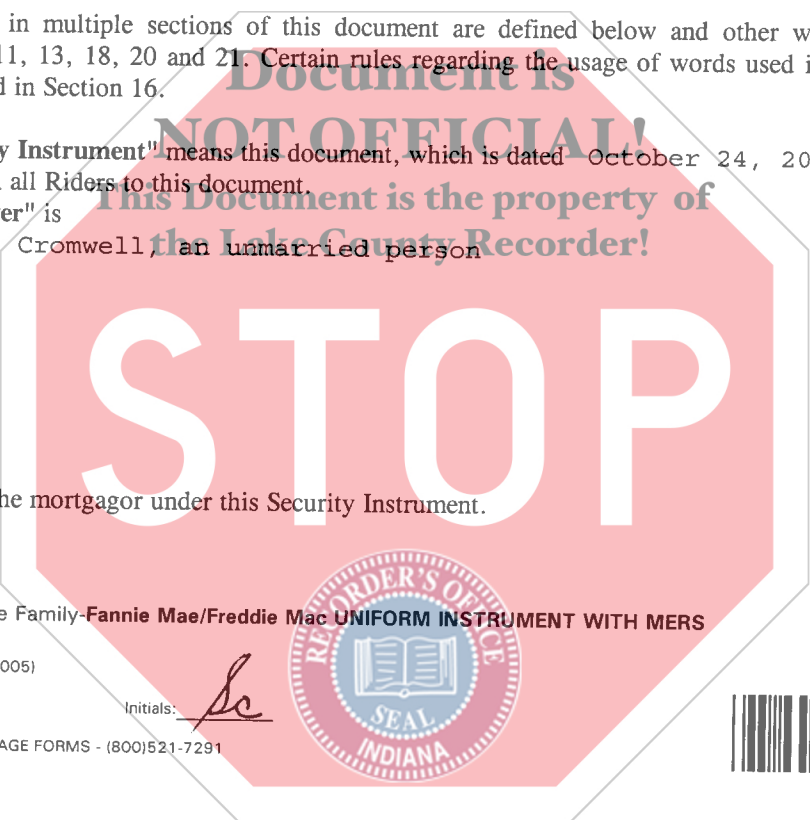 in multiple sections of this document are defined below and other w
11, 13, 18, 20 and 21. Certain rules regarding the usage of words used i
d in Section 16.
Document is
NOT OFFICIAL!
This Document is the property of
the Lake County Recorder!
y Instrument" means this document, which is dated October 24, 20
all Riders to this document.
er" is
Cromwell, an unmarried person
STOP
he mortgagor under this Security Instrument.
e Family-Fannie Mae/Freddie Mac UNIFORM INSTRUMENT WITH MERS
005)
Initials: Sc
AGE FORMS - (800)521-7291
RECORDER'S OFFICE
SEAL
INDIANA